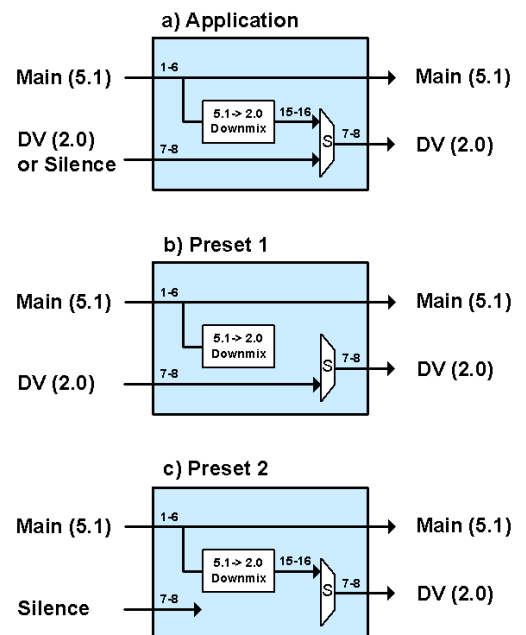 a) Application
Main (5.1)
1-6
Main (5.1)
5.1-> 2.0
Downmix
15-16
DV (2.0)
or Silence
7-8
S
7-8
DV (2.0)
b) Preset 1
Main (5.1)
1-6
Main (5.1)
5.1-> 2.0
Downmix
DV (2.0)
7-8
S
7-8
DV (2.0)
c) Preset 2
Main (5.1)
1-6
Main (5.1)
5.1-> 2.0
Downmix
15-16
Silence
7-8
S
7-8
DV (2.0)